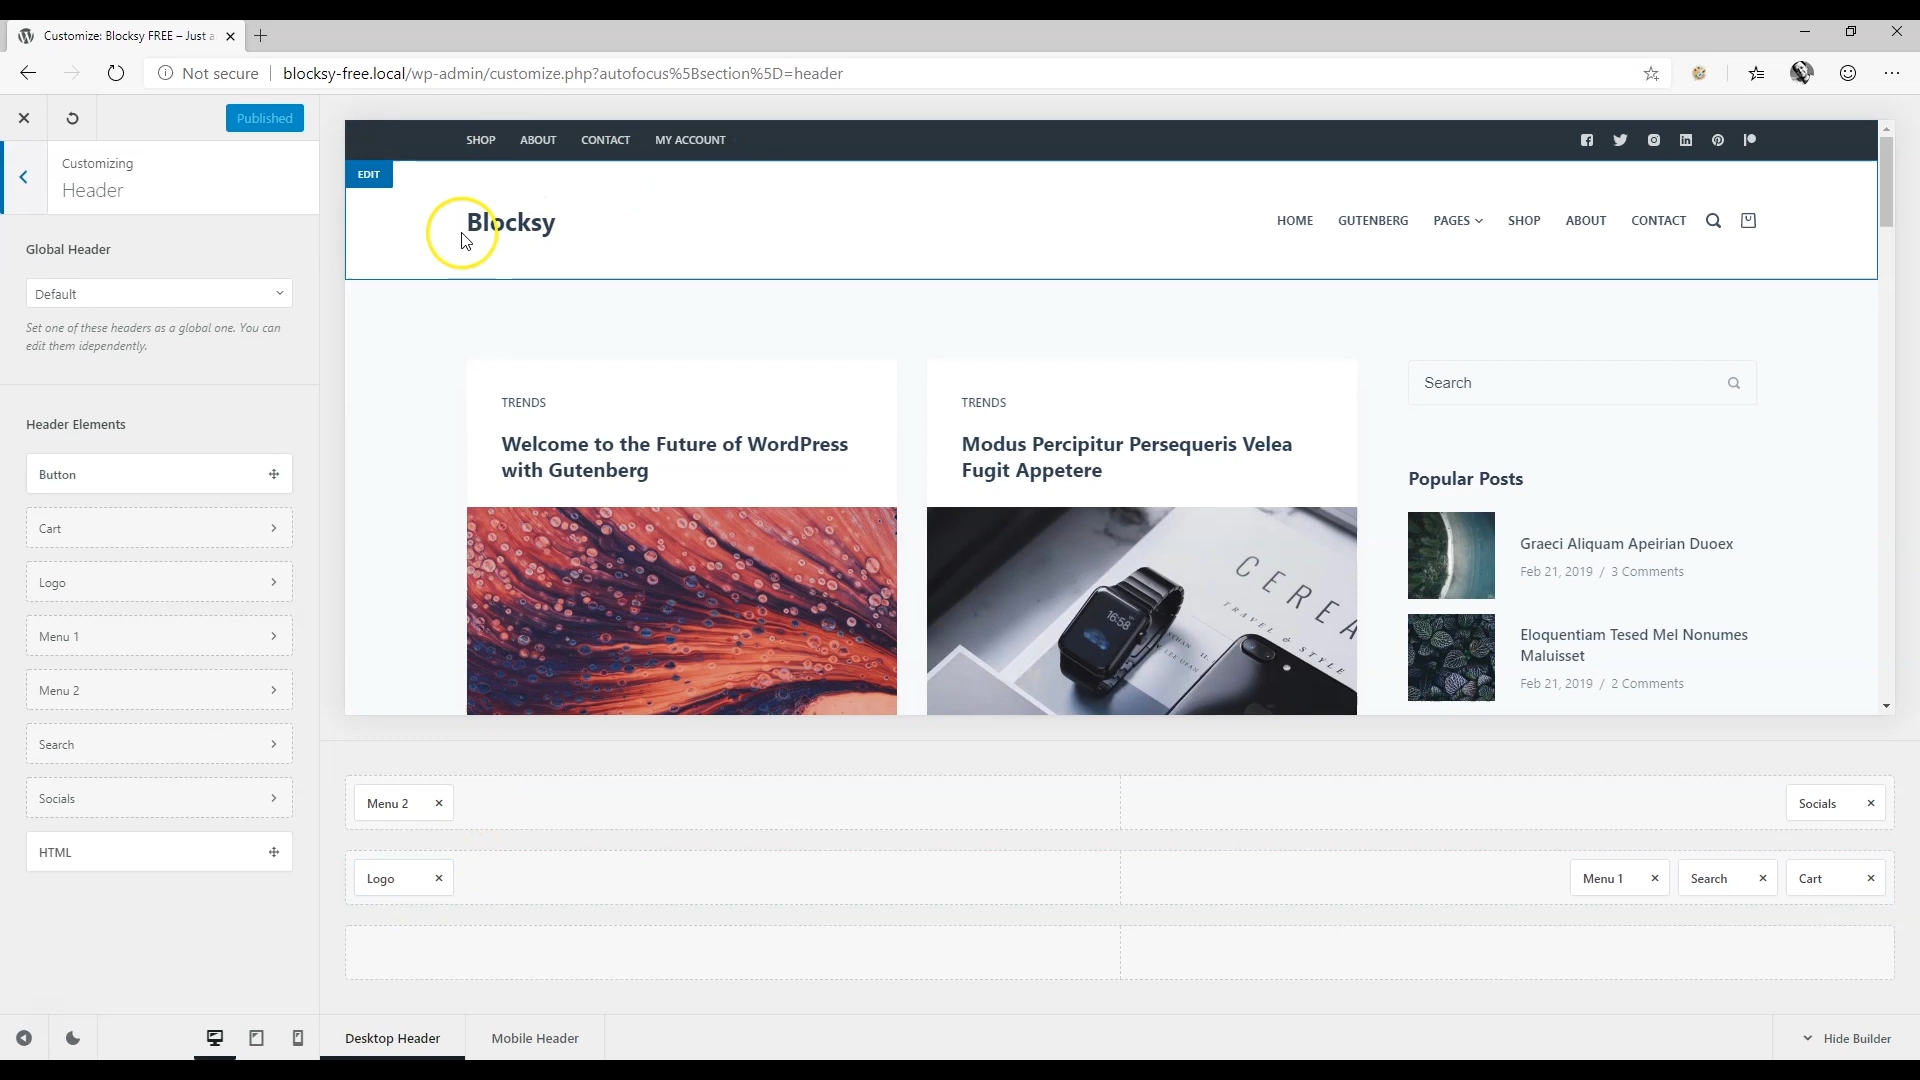 Customize: Blocksy FREE – Just a
Not secure
blocksy-free.local/wp-admin/customize.php?autofocus%5Bsection%5D=header
Published
Customizing
Header
Global Header
Default
Set one of these headers as a global one. You can
edit them idependently.
Header Elements
Button
Cart
Logo
Menu 1
Menu 2
Search
Socials
HTML
SHOP ABOUT CONTACT MY ACCOUNT
EDIT
Blocksy
HOME GUTENBERG PAGES SHOP ABOUT CONTACT
TRENDS
Welcome to the Future of WordPress
with Gutenberg
TRENDS
Modus Percipitur Persequeris Velea
Fugit Appetere
16:58
CEREA
TRAVEL & STYLE
Search
Popular Posts
Graeci Aliquam Apeirian Duoex
Feb 21, 2019 / 3 Comments
Eloquentiam Tesed Mel Nonumes
Maluisset
Feb 21, 2019 / 2 Comments
Menu 2
Socials
Logo
Menu 1
Search
Cart
Desktop Header
Mobile Header
Hide Builder